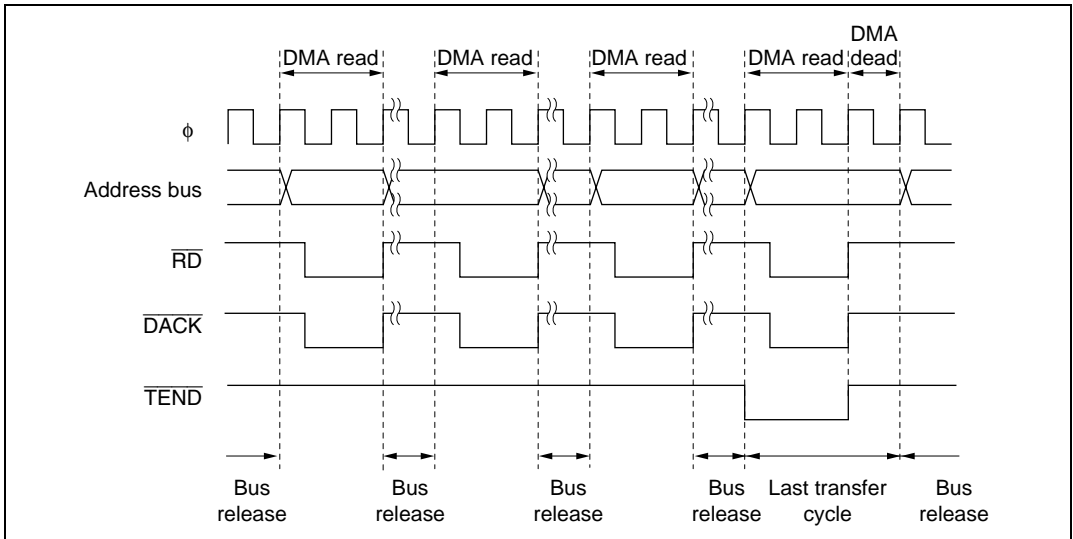 DMA
DMA read DMA read DMA read DMA read dead
ϕ
Address bus
RD
DACK
TEND
Bus release
Bus release
Bus release
Bus release
Last transfer cycle
Bus release